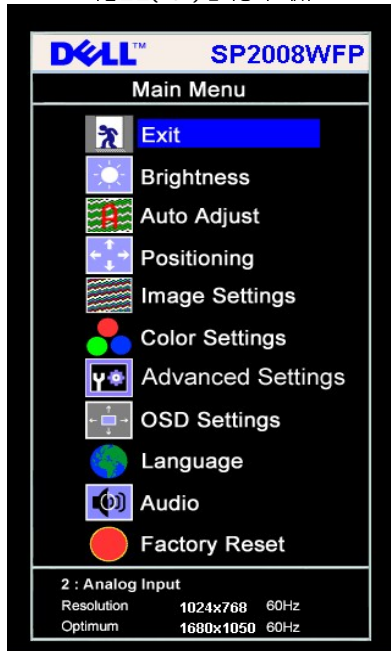 DELL™ SP2008WFP
Main Menu
Exit
Brightness
Auto Adjust
Positioning
Image Settings
Color Settings
Advanced Settings
OSD Settings
Language
Audio
Factory Reset
2 : Analog Input
Resolution 1024x768 60Hz
Optimum 1680x1050 60Hz